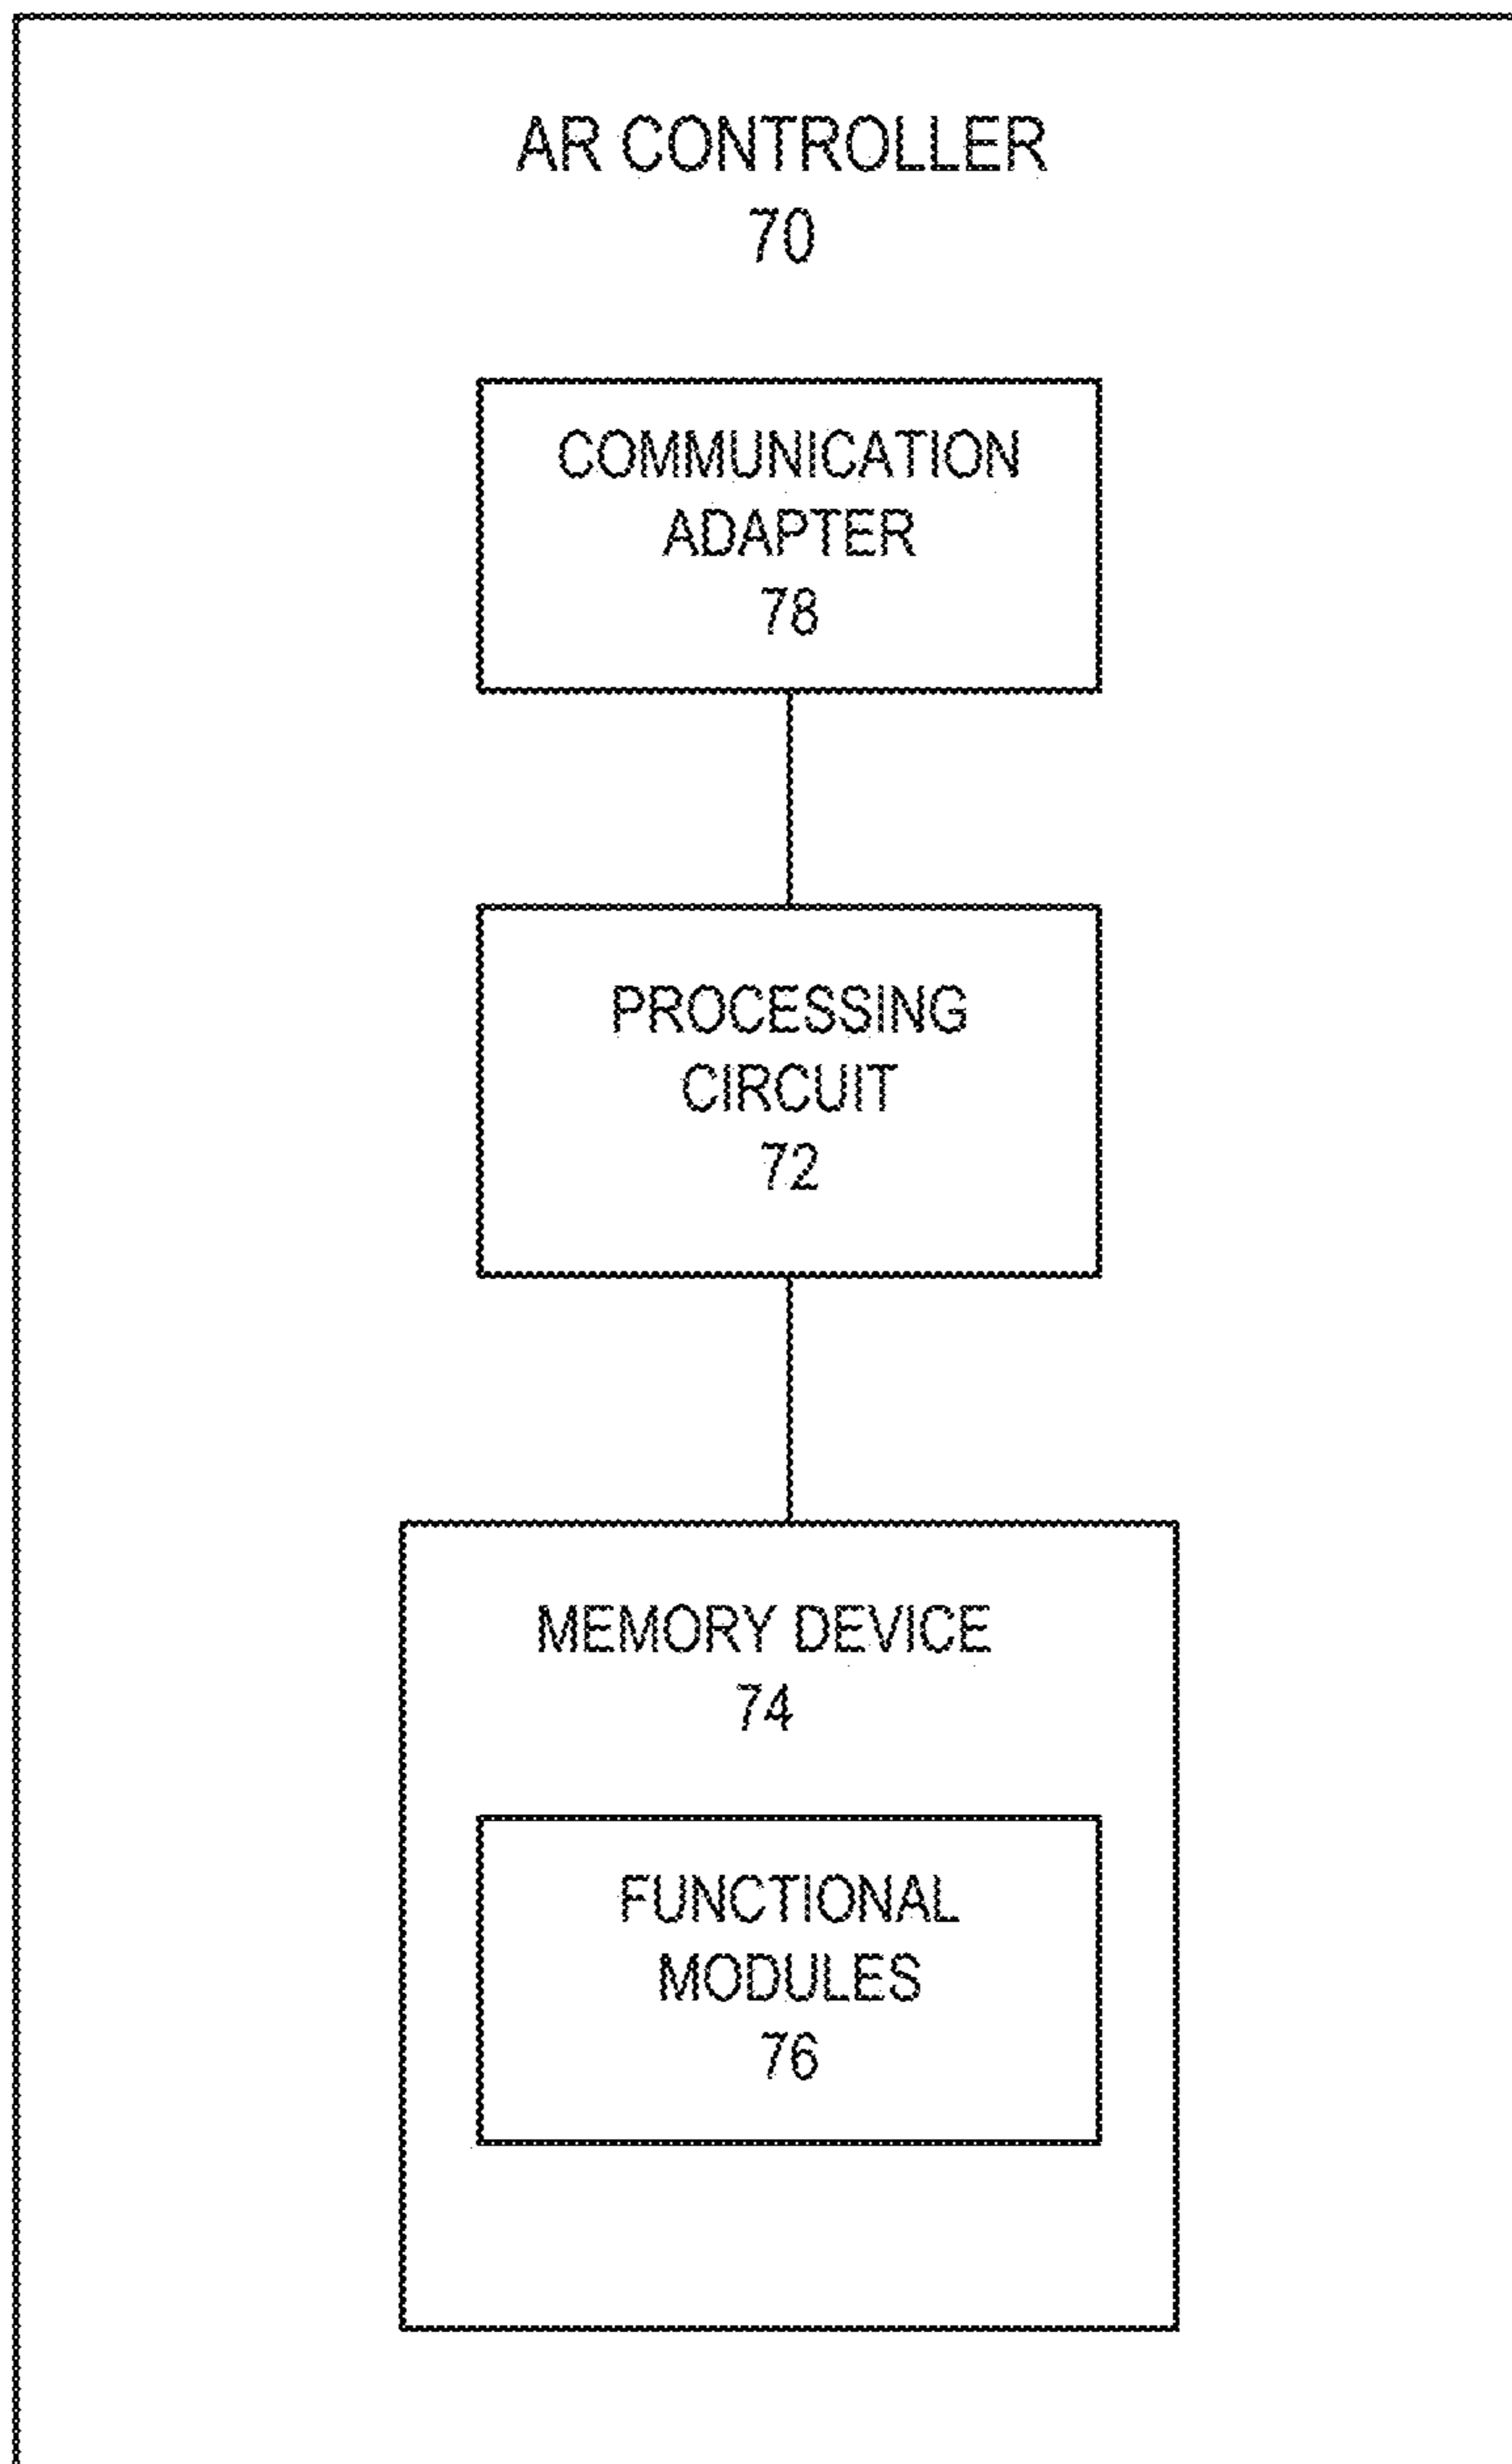 AR CONTROLLER
70
COMMUNICATION
ADAPTER
78
PROCESSING
CIRCUIT
72
MEMORY DEVICE
74
FUNCTIONAL
MODULES
76